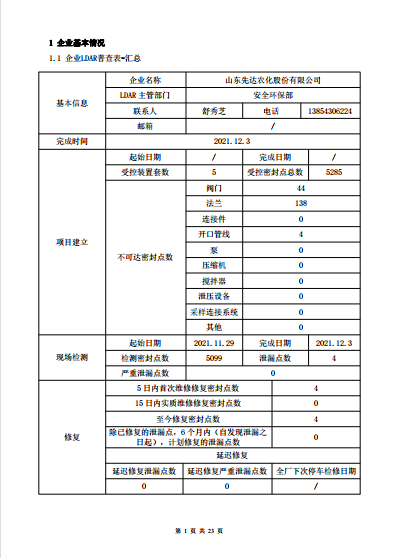 1 企业基本情况
1.1 企业LDAR普查表-汇总
基本信息 企业名称 山东先达农化股份有限公司
LDAR 主管部门 安全环保部
联系人 舒秀芝 电话 13854306224
邮箱 /
完成时间 2021.12.3
项目建立 起始日期 / 完成日期 /
受控装置套数 5 受控密封点总数 5285
不可达密封点数 阀门 44
法兰 138
连接件 0
开口管线 4
泵 0
压缩机 0
搅拌器 0
泄压设备 0
采样连接系统 0
其他 0
现场检测 起始日期 2021.11.29 完成日期 2021.12.3
检测密封点数 5099 泄漏点数 4
严重泄漏点数 0
修复 5日内首次维修修复密封点数 4
15日内实质维修修复密封点数 0
至今修复密封点数 4
除已修复的泄漏点，6个月内（自发现泄漏之
日起），计划修复的泄漏点数 0
延迟修复
延迟修复泄漏点数 延迟修复严重泄漏点数 全厂下次停车检修日期
0 0 /
第 1 页 共 23 页